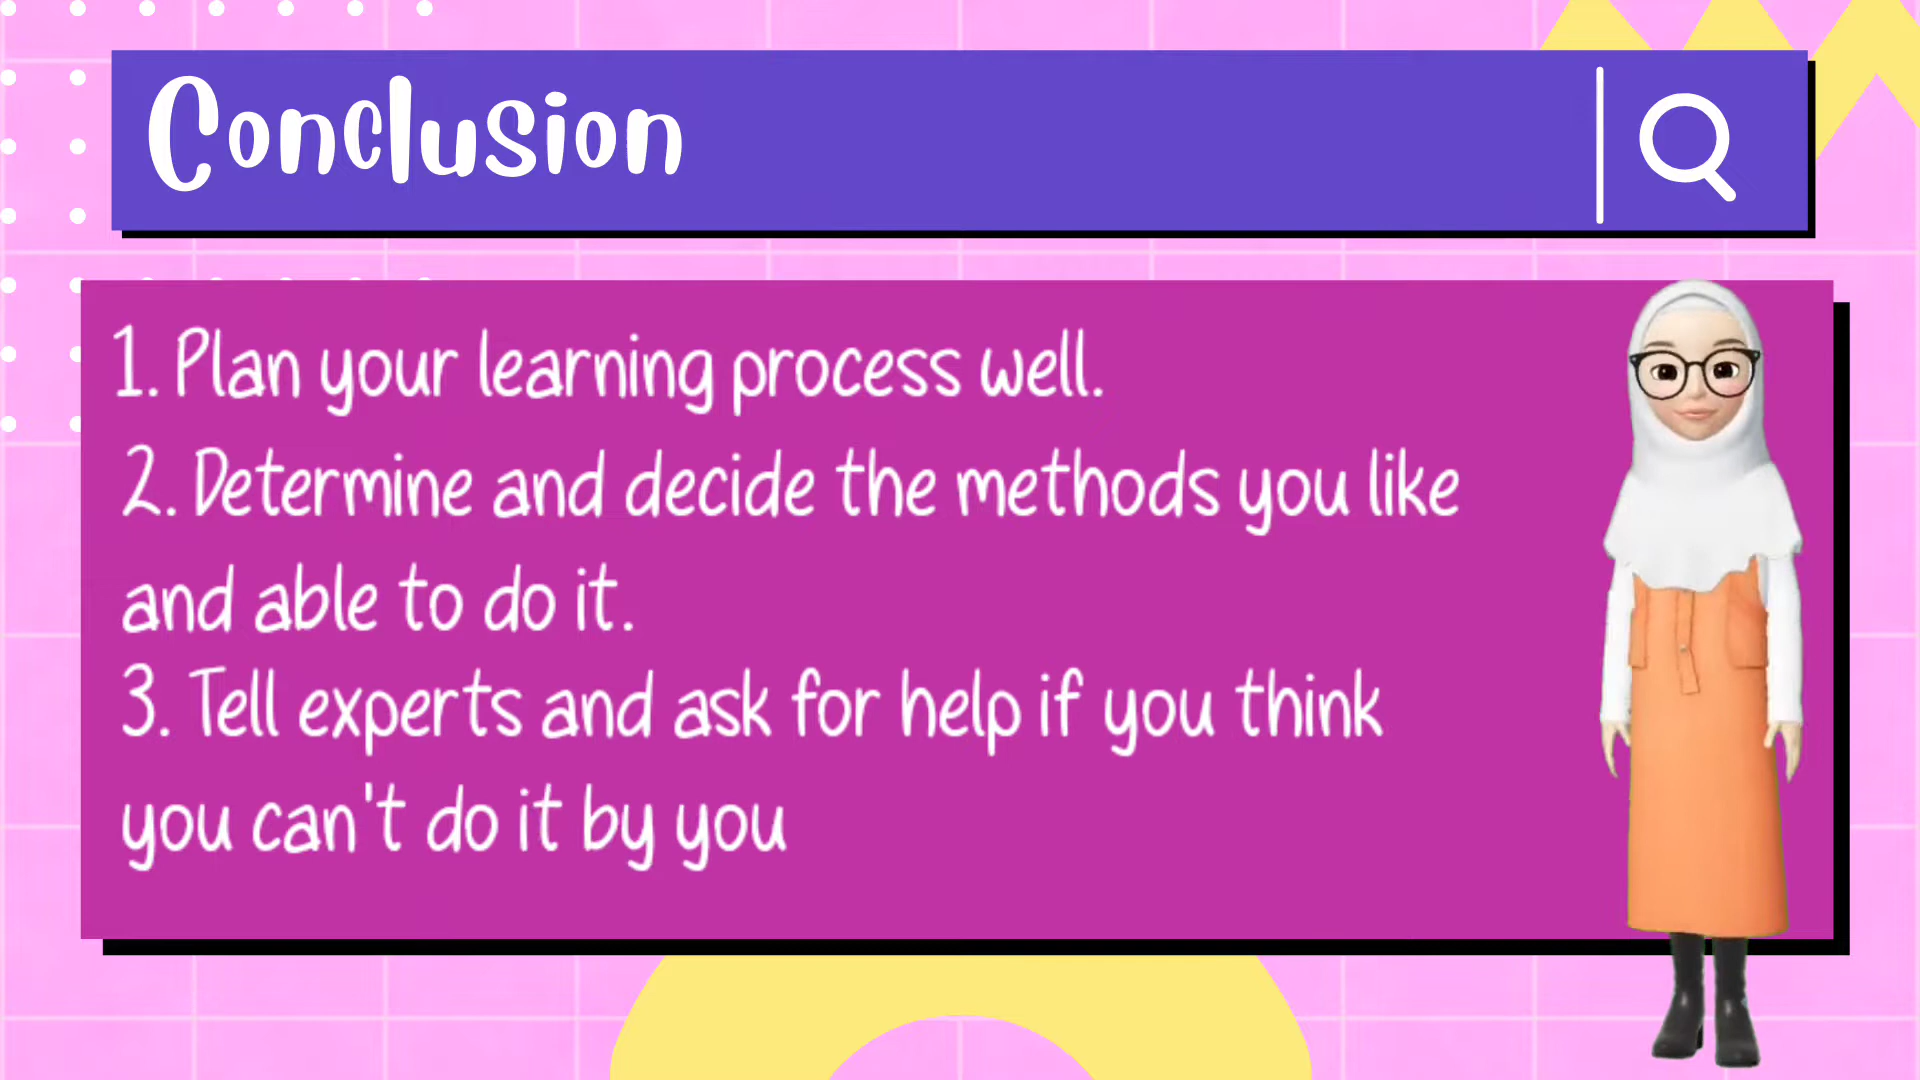 Conclusion
1. Plan your learning process well.
2. Determine and decide the methods you like
and able to do it.
3. Tell experts and ask for help if you think
you can't do it by you